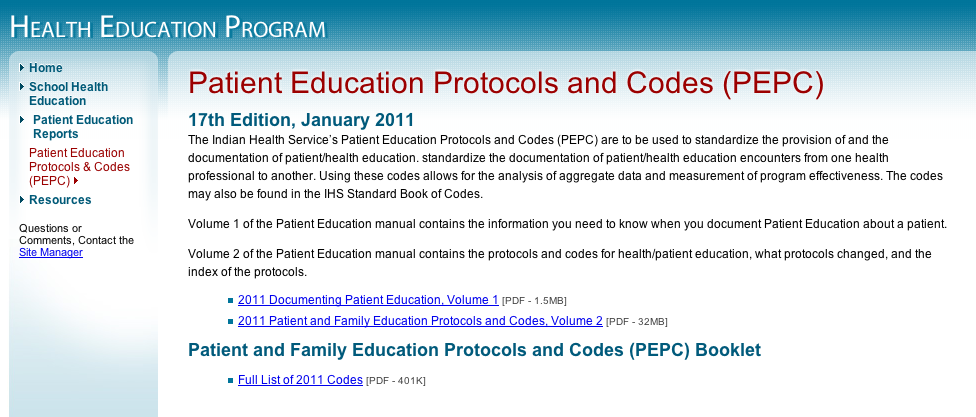 HEALTH EDUCATION PROGRAM
Home
School Health
Education
Patient Education
Reports
Patient Education
Protocols & Codes
(PEPC)
Resources
Questions or
Comments, Contact the
Site Manager
Patient Education Protocols and Codes (PEPC)
17th Edition, January 2011
The Indian Health Service's Patient Education Protocols and Codes (PEPC) are to be used to standardize the provision of and the
documentation of patient/health education. standardize the documentation of patient/health education encounters from one health
professional to another. Using these codes allows for the analysis of aggregate data and measurement of program effectiveness. The codes
may also be found in the IHS Standard Book of Codes.
Volume 1 of the Patient Education manual contains the information you need to know when you document Patient Education about a patient.
Volume 2 of the Patient Education manual contains the protocols and codes for health/patient education, what protocols changed, and the
index of the protocols.
2011 Documenting Patient Education, Volume 1 [PDF - 1.5MB]
2011 Patient and Family Education Protocols and Codes, Volume 2 [PDF - 32MB]
Patient and Family Education Protocols and Codes (PEPC) Booklet
Full List of 2011 Codes [PDF - 401K]